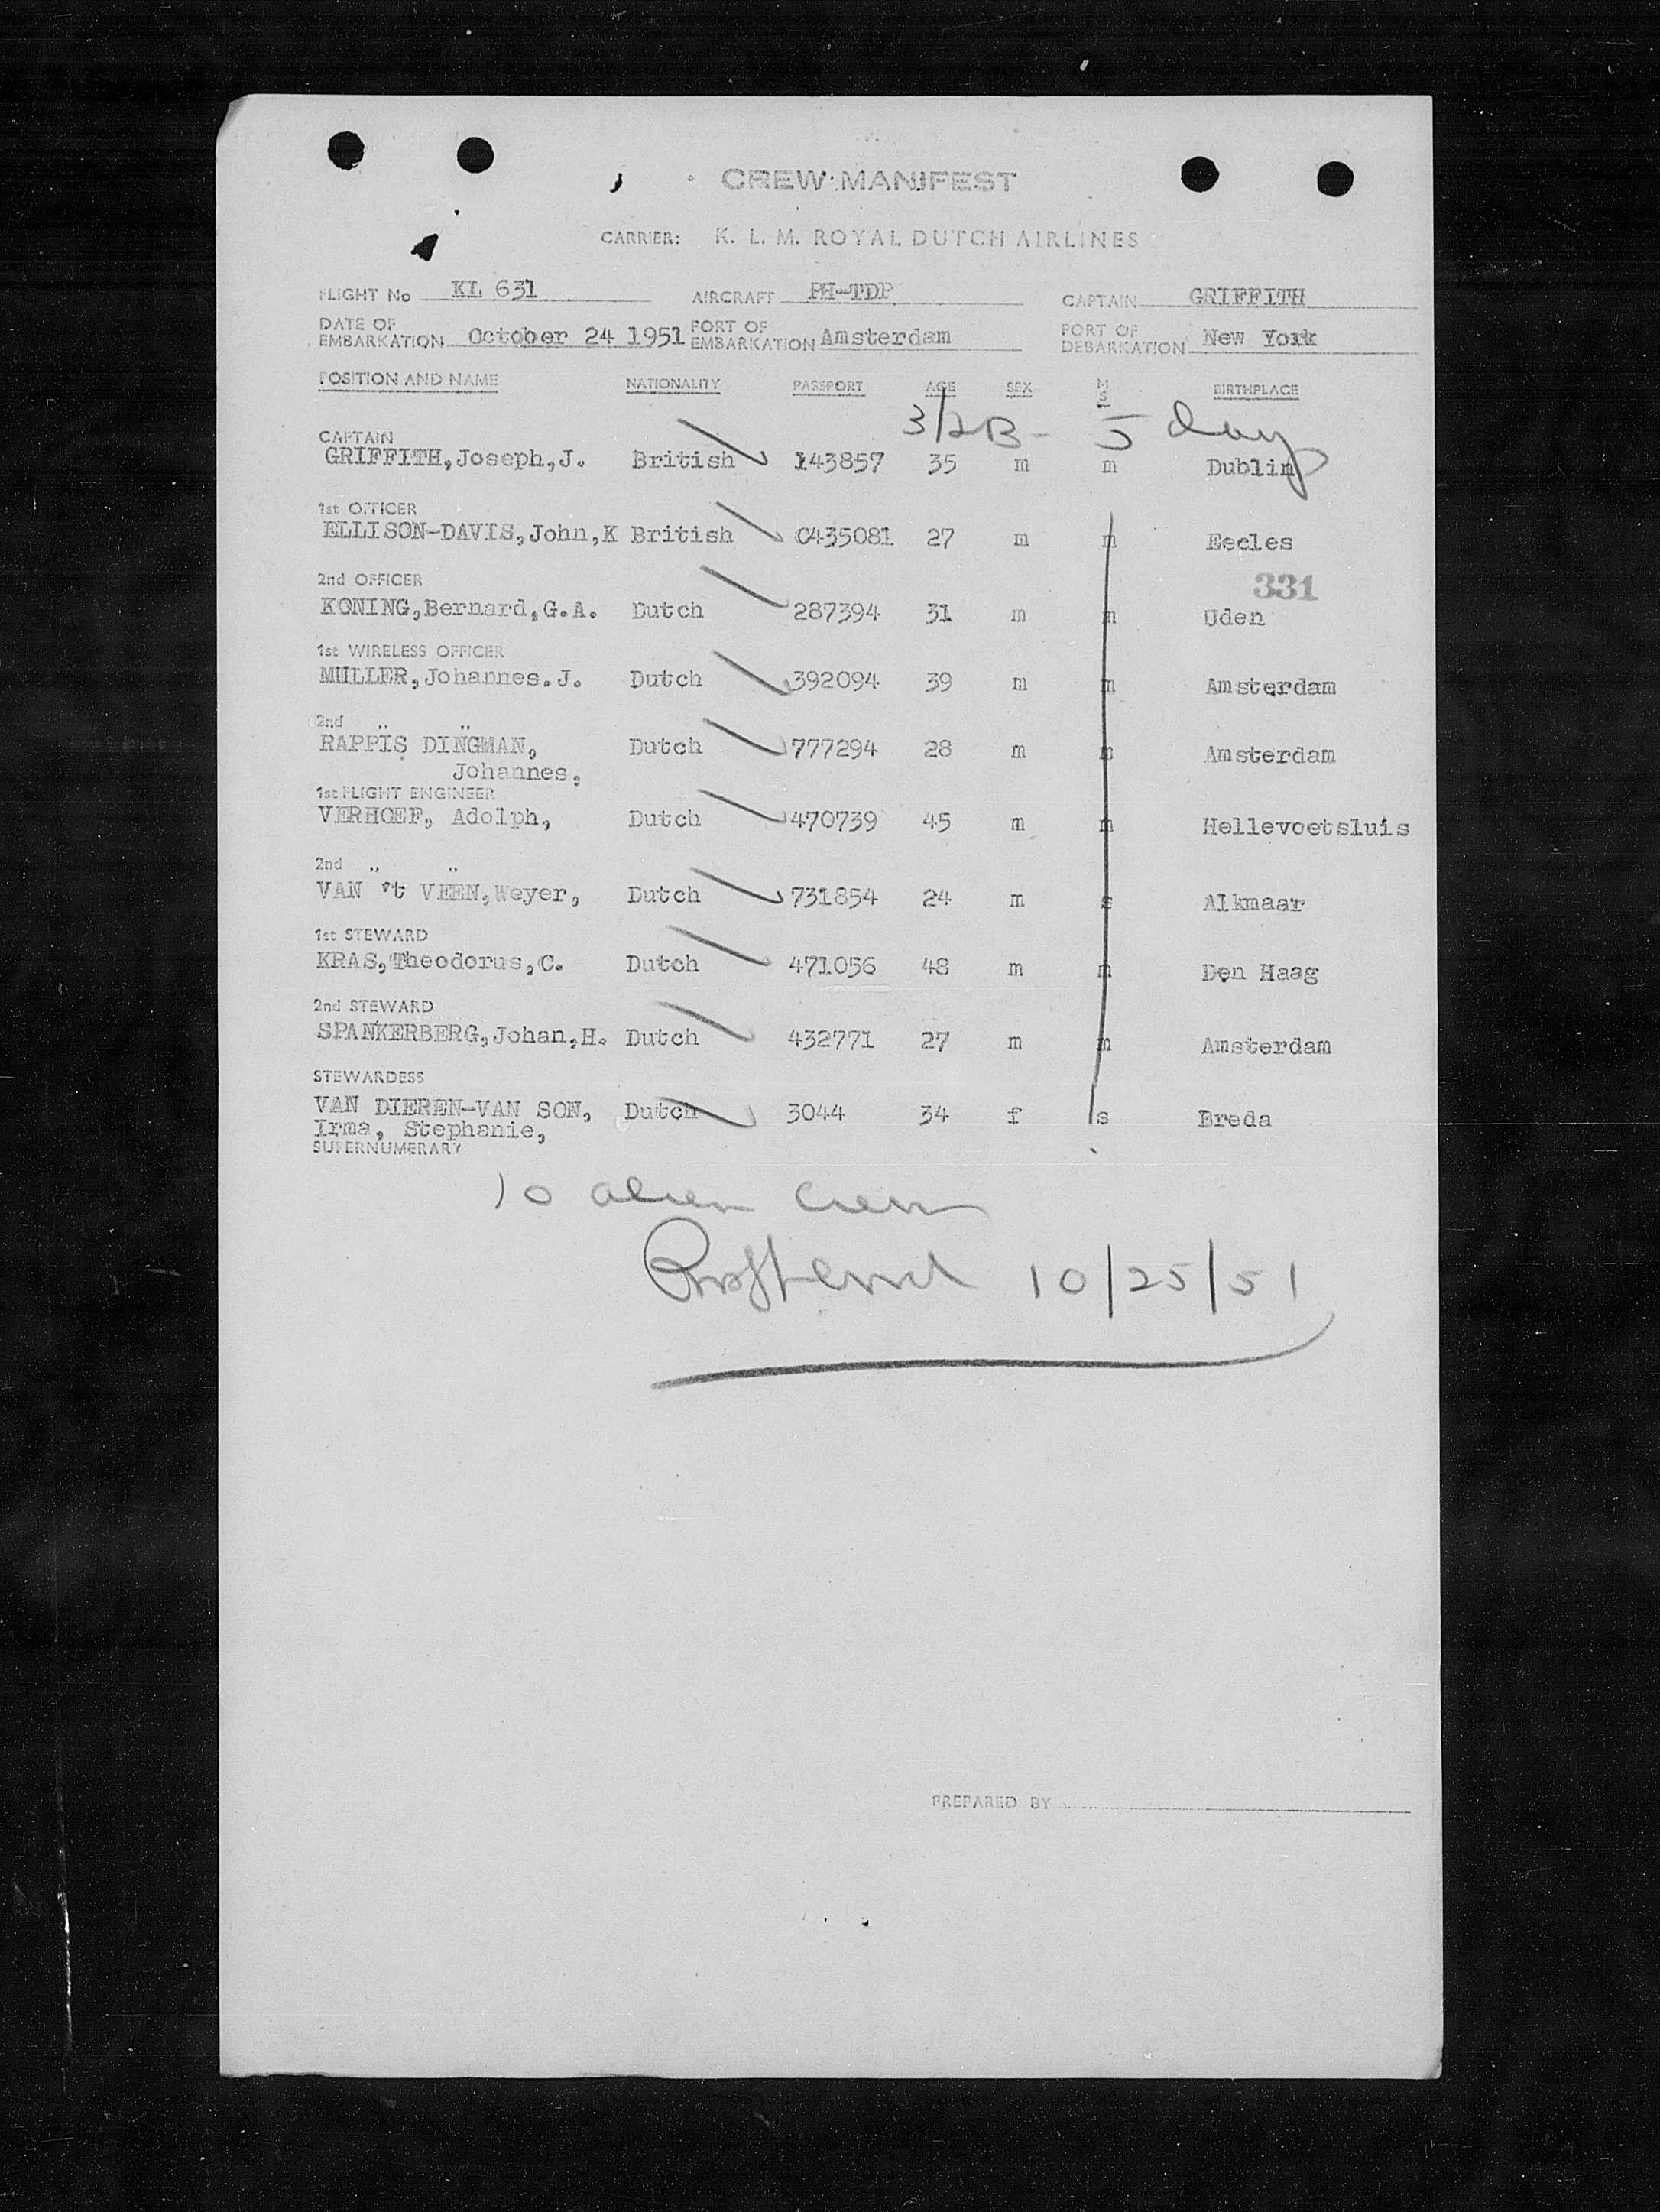 CREW MANIFEST
CARRIER: K. L. M. ROYAL DUTCH AIRLINES
FLIGHT No KL 631 AIRCRAFT PH-TDP CAPTAIN GRIFFITH
DATE OF EMBARKATION October 24 1951 PORT OF EMBARKATION Amsterdam PORT OF DEBARKATION New York
POSITION AND NAME NATIONALITY PASSPORT AGE SEX M S BIRTHPLACE
3/2B - 5 day
CAPTAIN
GRIFFITH,Joseph,J. British 143857 35 m m Dublin
1st OFFICER
ELLISON-DAVIS,John,K British C435081 27 m m Eccles
2nd OFFICER
331
KONING,Bernard,G.A. Dutch 287394 31 m m Uden
1st WIRELESS OFFICER
MULLER,Johannes.J. Dutch 392094 39 m m Amsterdam
2nd " "
RAPPIS DINGMAN, Dutch 777294 28 m m Amsterdam
Johannes.
1st FLIGHT ENGINEER
VERHOEF, Adolph, Dutch 470739 45 m m Hellevoetsluis
2nd " "
VAN 't VEEN,Weyer, Dutch 731854 24 m s Alkmaar
1st STEWARD
KRAS,Theodorus,C. Dutch 471056 48 m m Den Haag
2nd STEWARD
SPANKERBERG,Johan,H. Dutch 432771 27 m m Amsterdam
STEWARDESS
VAN DIEREN-VAN SON, Dutch 3044 34 f s Breda
Irma, Stephanie,
SUPERNUMERARY
10 alien crew
10/25/51
PREPARED BY